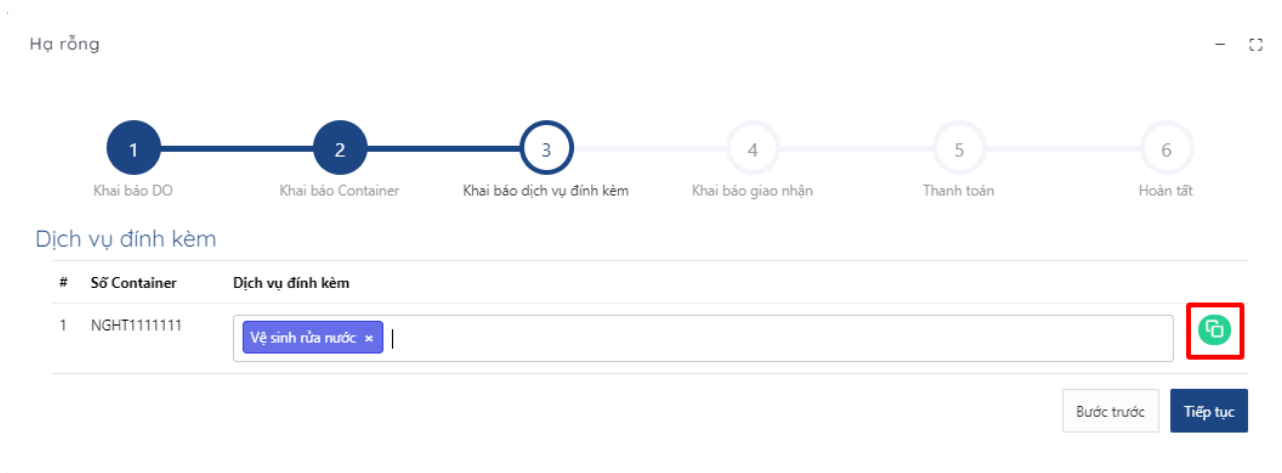 Hạ rỗng
1 2 3 4 5 6
Khai báo DO Khai báo Container Khai báo dịch vụ đính kèm Khai báo giao nhận Thanh toán Hoàn tất
Dịch vụ đính kèm
# Số Container Dịch vụ đính kèm
1 NGHT1111111 Vệ sinh rửa nước ×
Bước trước Tiếp tục